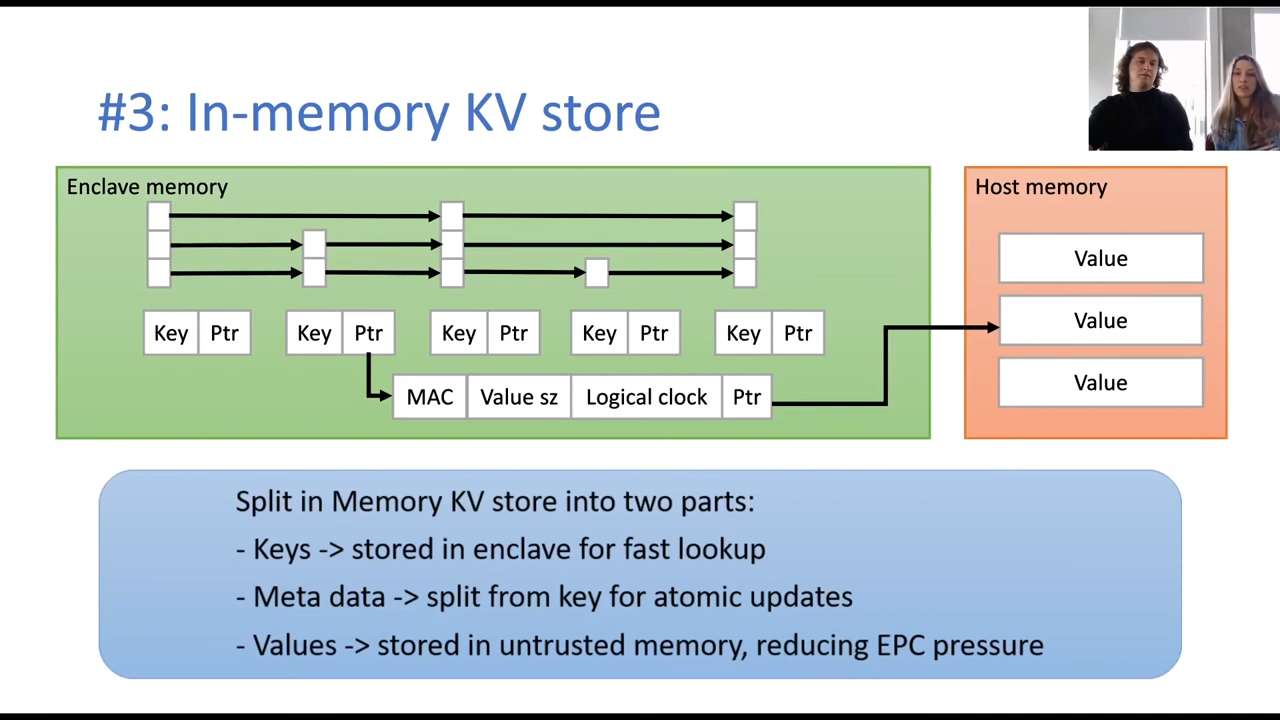 #3: In-memory KV store
Enclave memory
Host memory
Value
Value
Value
Key Ptr Key Ptr Key Ptr Key Ptr Key Ptr
MAC Value sz Logical clock Ptr
Split in Memory KV store into two parts:
- Keys -> stored in enclave for fast lookup
- Meta data -> split from key for atomic updates
- Values -> stored in untrusted memory, reducing EPC pressure